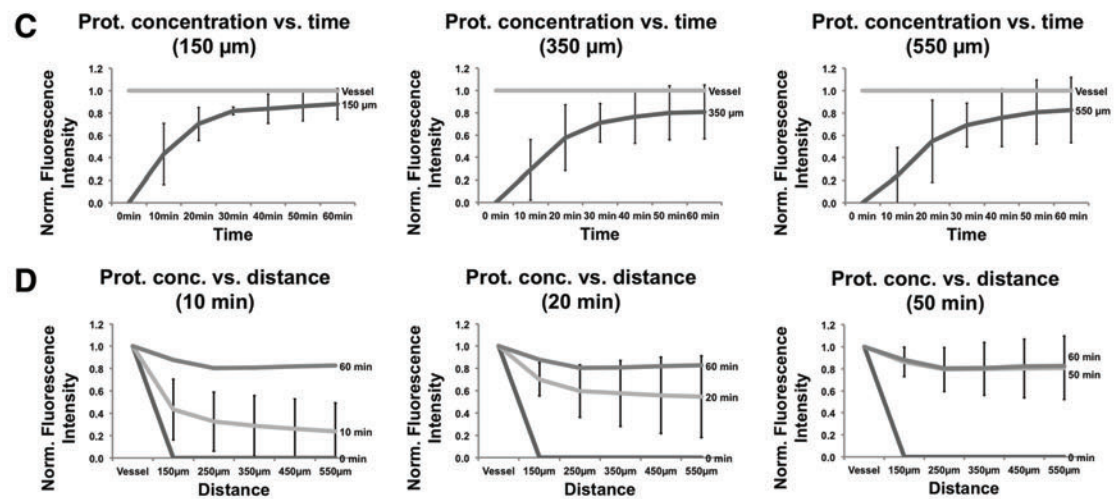 C
Prot. concentration vs. time
(150 µm)
Norm. Fluorescence
Intensity
1.2
1.0
0.8
0.6
0.4
0.2
0.0
Vessel
150 µm
0min 10min 20min 30min 40min 50min 60min
Time
Prot. concentration vs. time
(350 µm)
Norm. Fluorescence
Intensity
1.2
1.0
0.8
0.6
0.4
0.2
0.0
Vessel
350 µm
0 min 10 min 20 min 30 min 40 min 50 min 60 min
Time
Prot. concentration vs. time
(550 µm)
Norm. Fluorescence
Intensity
1.2
1.0
0.8
0.6
0.4
0.2
0.0
Vessel
550 µm
0 min 10 min 20 min 30 min 40 min 50 min 60 min
Time
D
Prot. conc. vs. distance
(10 min)
Norm. Fluorescence
Intensity
1.2
1.0
0.8
0.6
0.4
0.2
0.0
60 min
10 min
0 min
Vessel 150µm 250µm 350µm 450µm 550µm
Distance
Prot. conc. vs. distance
(20 min)
Norm. Fluorescence
Intensity
1.2
1.0
0.8
0.6
0.4
0.2
0.0
60 min
20 min
0 min
Vessel 150µm 250µm 350µm 450µm 550µm
Distance
Prot. conc. vs. distance
(50 min)
Norm. Fluorescence
Intensity
1.2
1.0
0.8
0.6
0.4
0.2
0.0
60 min
50 min
0 min
Vessel 150µm 250µm 350µm 450µm 550µm
Distance